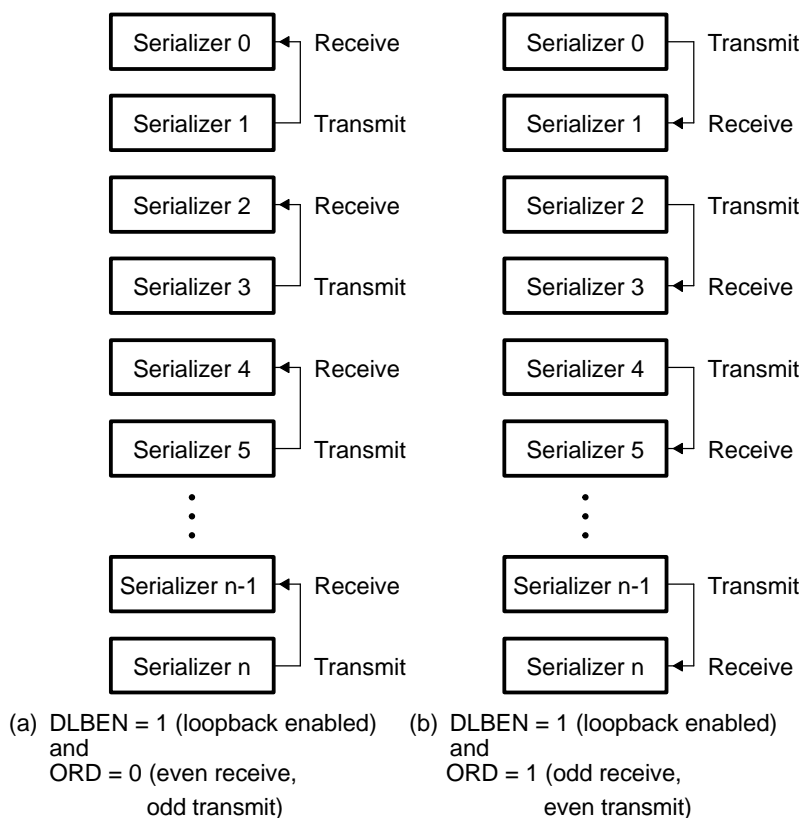 Serializer 0 Receive
Serializer 1 Transmit
Serializer 2 Receive
Serializer 3 Transmit
Serializer 4 Receive
Serializer 5 Transmit
Serializer n-1 Receive
Serializer n Transmit
(a) DLBEN = 1 (loopback enabled)
and
ORD = 0 (even receive,
odd transmit)
Serializer 0 Transmit
Serializer 1 Receive
Serializer 2 Transmit
Serializer 3 Receive
Serializer 4 Transmit
Serializer 5 Receive
Serializer n-1 Transmit
Serializer n Receive
(b) DLBEN = 1 (loopback enabled)
and
ORD = 1 (odd receive,
even transmit)